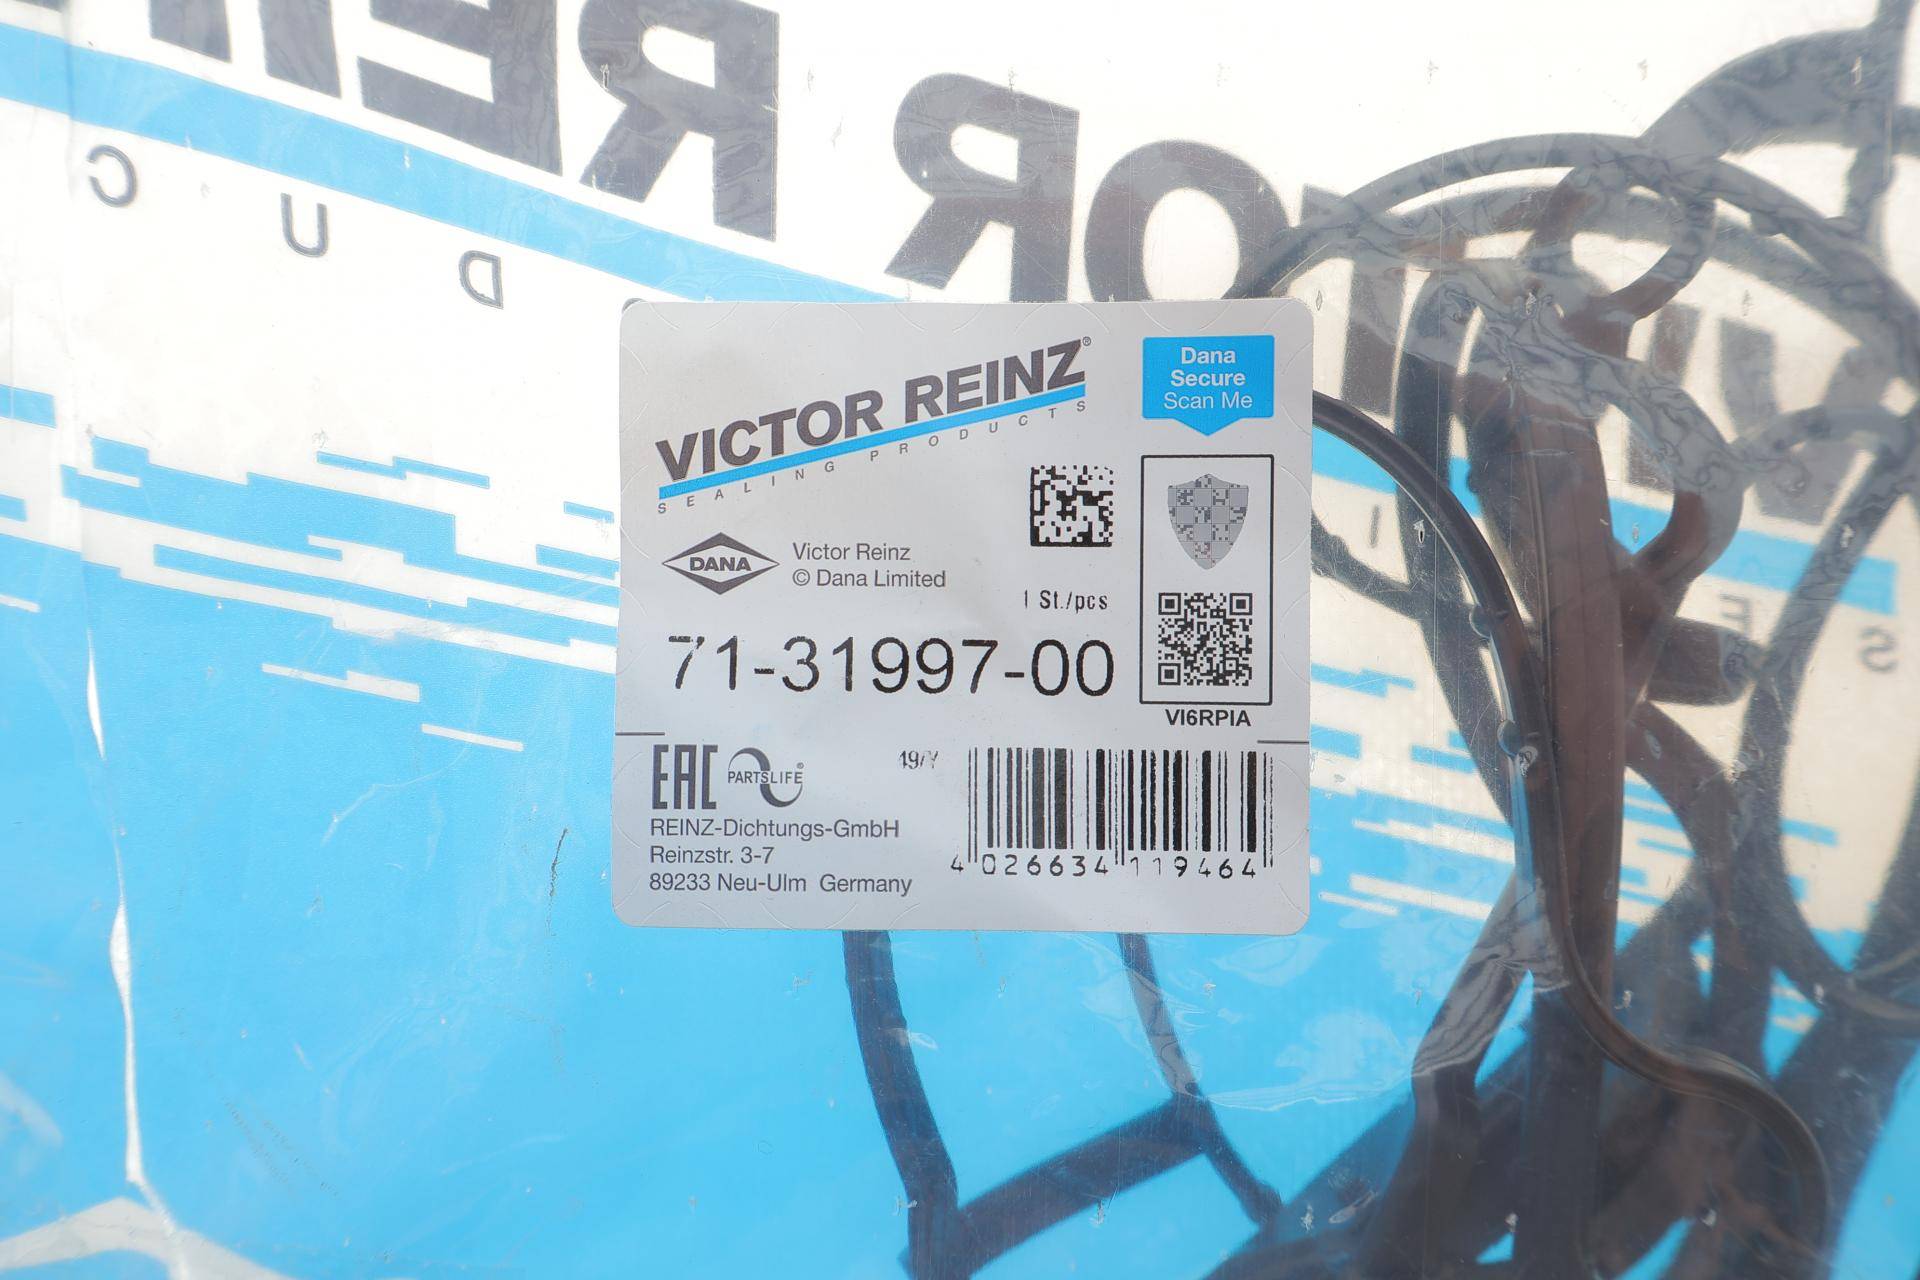 VICTOR REINZ®
SEALING PRODUCTS
Dana
Secure
Scan Me
DANA
Victor Reinz
© Dana Limited
1 St./pcs
71-31997-00
VI6RPIA
EAC
PARTSLIFE®
49/Y
REINZ-Dichtungs-GmbH
Reinzstr. 3-7
89233 Neu-Ulm Germany
4 026634 119464